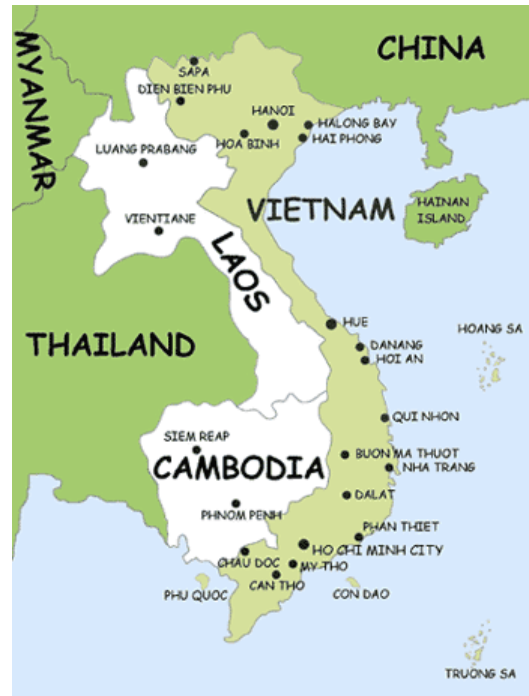 MYANMAR
CHINA
SAPA
DIEN BIEN PHU
HANOI
HALONG BAY
HOA BINH
HAI PHONG
LUANG PRABANG
VIETNAM
HAINAN
ISLAND
VIENTIANE
LAOS
HUE
HOANG SA
THAILAND
DANANG
HOI AN
QUI NHON
SIEM REAP
BUON MA THUOT
CAMBODIA
NHA TRANG
DALAT
PHNOM PENH
PHAN THIET
HO CHI MINH CITY
CHAU DOC
MY THO
CAN THO
PHU QUOC
CON DAO
TRUONG SA